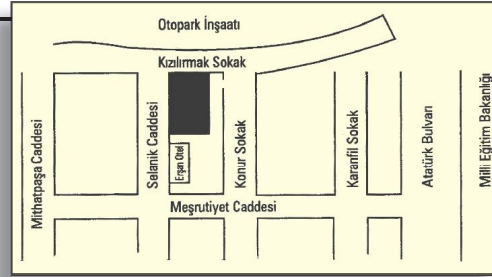 Otopark İnşaatı
Kızılırmak Sokak
Mithatpaşa Caddesi
Selanik Caddesi
Erşan Otel
Konur Sokak
Karanfil Sokak
Atatürk Bulvarı
Milli Eğitim Bakanlığı
Meşrutiyet Caddesi